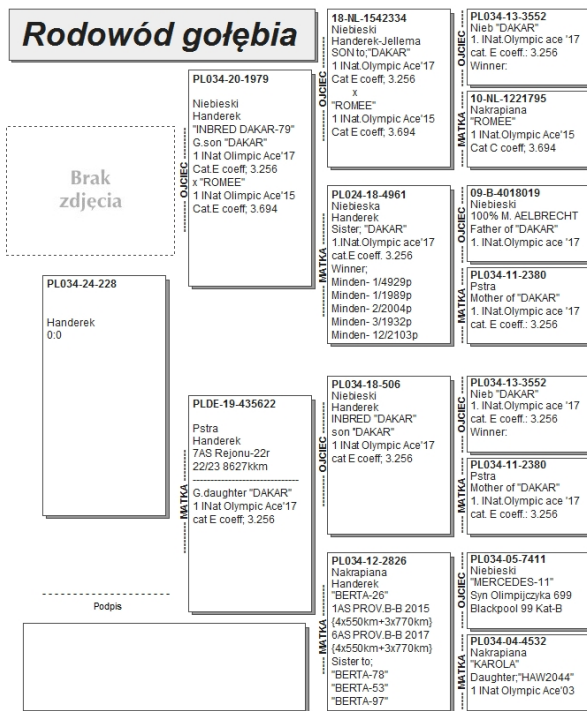 Rodowód gołębia
Brak
zdjęcia
PL034-24-228
Handerek
0:0
Podpis
OJCIEC
PL034-20-1979
Niebieski
Handerek
"INBRED DAKAR-79"
G.son "DAKAR"
1 INat Olimpic Ace'17
Cat.E coeff; 3.256
x "ROMEE"
1 INat Olimpic Ace'15
Cat.E coeff; 3.694
MATKA
PLDE-19-435622
Pstra
Handerek
7AS Rejonu-22r
22/23 8627kkm
------------------------------
G.daughter "DAKAR"
1 INat Olympic Ace'17
cat E coeff; 3.256
OJCIEC
18-NL-1542334
Niebieski
Handerek-Jellema
SON to;"DAKAR"
1 INat.Olympic Ace'17
Cat E coeff; 3.256
x
"ROMEE"
1 INat.Olympic Ace'15
Cat E coeff; 3.694
MATKA
PL024-18-4961
Niebieska
Handerek
Sister; "DAKAR"
1.INat.Olympic ace'17
cat.E coeff. 3.256
Winner;
Minden- 1/4929p
Minden- 1/1989p
Minden- 2/2004p
Minden- 3/1932p
Minden- 12/2103p
OJCIEC
PL034-18-506
Niebieski
Handerek
INBRED "DAKAR"
son "DAKAR"
1 INat Olympic Ace'17
cat E coeff; 3.256
MATKA
PL034-12-2826
Nakrapiana
Handerek
"BERTA-26"
1AS PROV.B-B 2015
{4x550km+3x770km}
6AS PROV.B-B 2017
{4x550km+3x770km}
Sister to;
"BERTA-78"
"BERTA-53"
"BERTA-97"
OJCIEC
PL034-13-3552
Nieb "DAKAR"
1. INat.Olympic ace '17
cat. E coeff.: 3.256
Winner:
MATKA
10-NL-1221795
Nakrapiana
"ROMEE"
1 INat.Olympic Ace'15
Cat C coeff; 3.694
OJCIEC
09-B-4018019
Niebieski
100% M. AELBRECHT
Father of "DAKAR"
1. INat.Olympic ace '17
MATKA
PL034-11-2380
Pstra
Mother of "DAKAR"
1. INat.Olympic ace '17
cat. E coeff.: 3.256
OJCIEC
PL034-13-3552
Nieb "DAKAR"
1. INat.Olympic ace '17
cat. E coeff.: 3.256
Winner:
MATKA
PL034-11-2380
Pstra
Mother of "DAKAR"
1. INat.Olympic ace '17
cat. E coeff.: 3.256
OJCIEC
PL034-05-7411
Niebieski
"MERCEDES-11"
Syn Olimpijczyka 699
Blackpool 99 Kat-B
MATKA
PL034-04-4532
Nakrapiana
"KAROLA"
Daughter;"HAW2044"
1 INat Olympic Ace'03